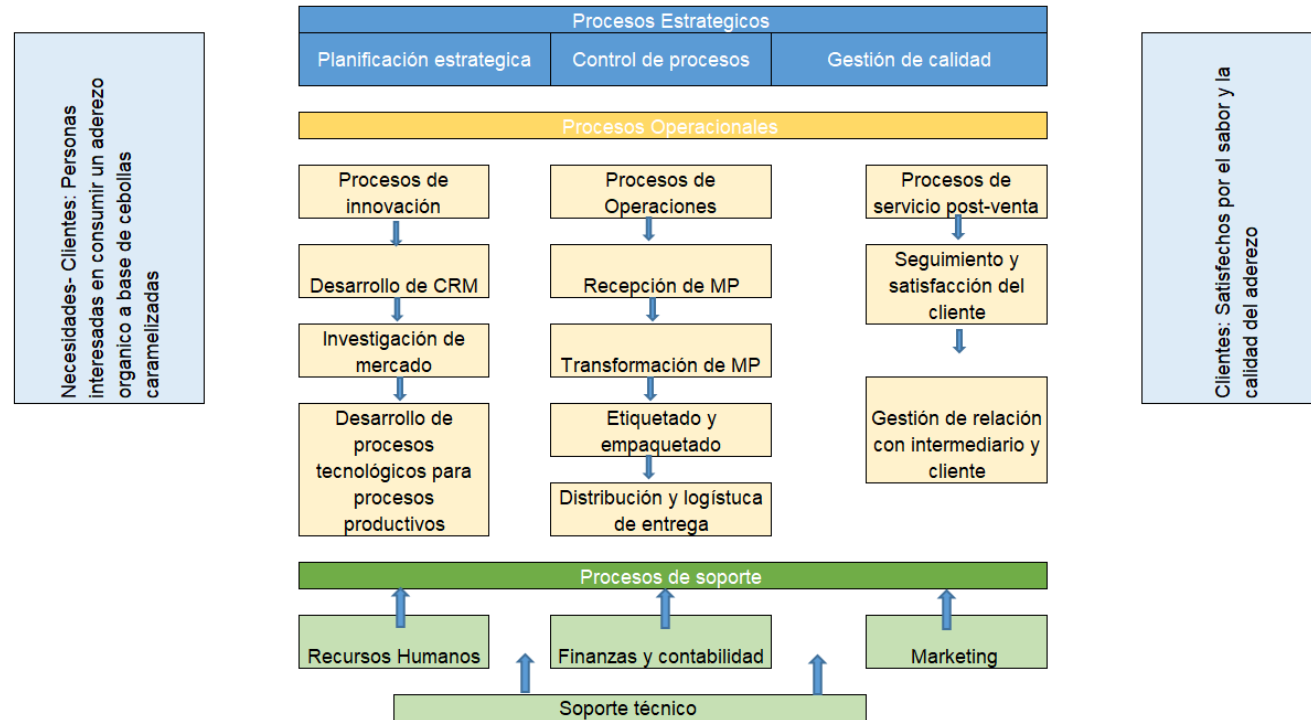 Procesos Estrategicos
Planificación estrategica
Control de procesos
Gestión de calidad
Necesidades- Clientes: Personas
interesadas en consumir un aderezo
organico a base de cebollas
caramelizadas
Procesos Operacionales
Procesos de
innovación
Desarrollo de CRM
Investigación de
mercado
Desarrollo de
procesos
tecnológicos para
procesos
productivos
Procesos de
Operaciones
Recepción de MP
Transformación de MP
Etiquetado y
empaquetado
Distribución y logístuca
de entrega
Procesos de
servicio post-venta
Seguimiento y
satisfacción del
cliente
Gestión de relación
con intermediario y
cliente
Clientes: Satisfechos por el sabor y la
calidad del aderezo
Procesos de soporte
Recursos Humanos
Finanzas y contabilidad
Marketing
Soporte técnico